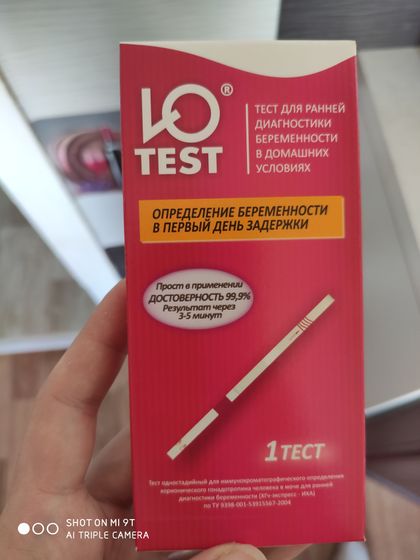 Ю®
TEST
ТЕСТ ДЛЯ РАННЕЙ
ДИАГНОСТИКИ
БЕРЕМЕННОСТИ
В ДОМАШНИХ
УСЛОВИЯХ
ОПРЕДЕЛЕНИЕ БЕРЕМЕННОСТИ
В ПЕРВЫЙ ДЕНЬ ЗАДЕРЖКИ
Прост в применении
ДОСТОВЕРНОСТЬ 99,9%
Результат через
3-5 минут
1 ТЕСТ
Тест одностадийный для иммунохроматографического определения
хорионического гонадотропина человека в моче для ранней
диагностики беременности (ХГч-экспресс - ИХА)
по ТУ 9398-001-53915567-2004
SHOT ON MI 9T
AI TRIPLE CAMERA